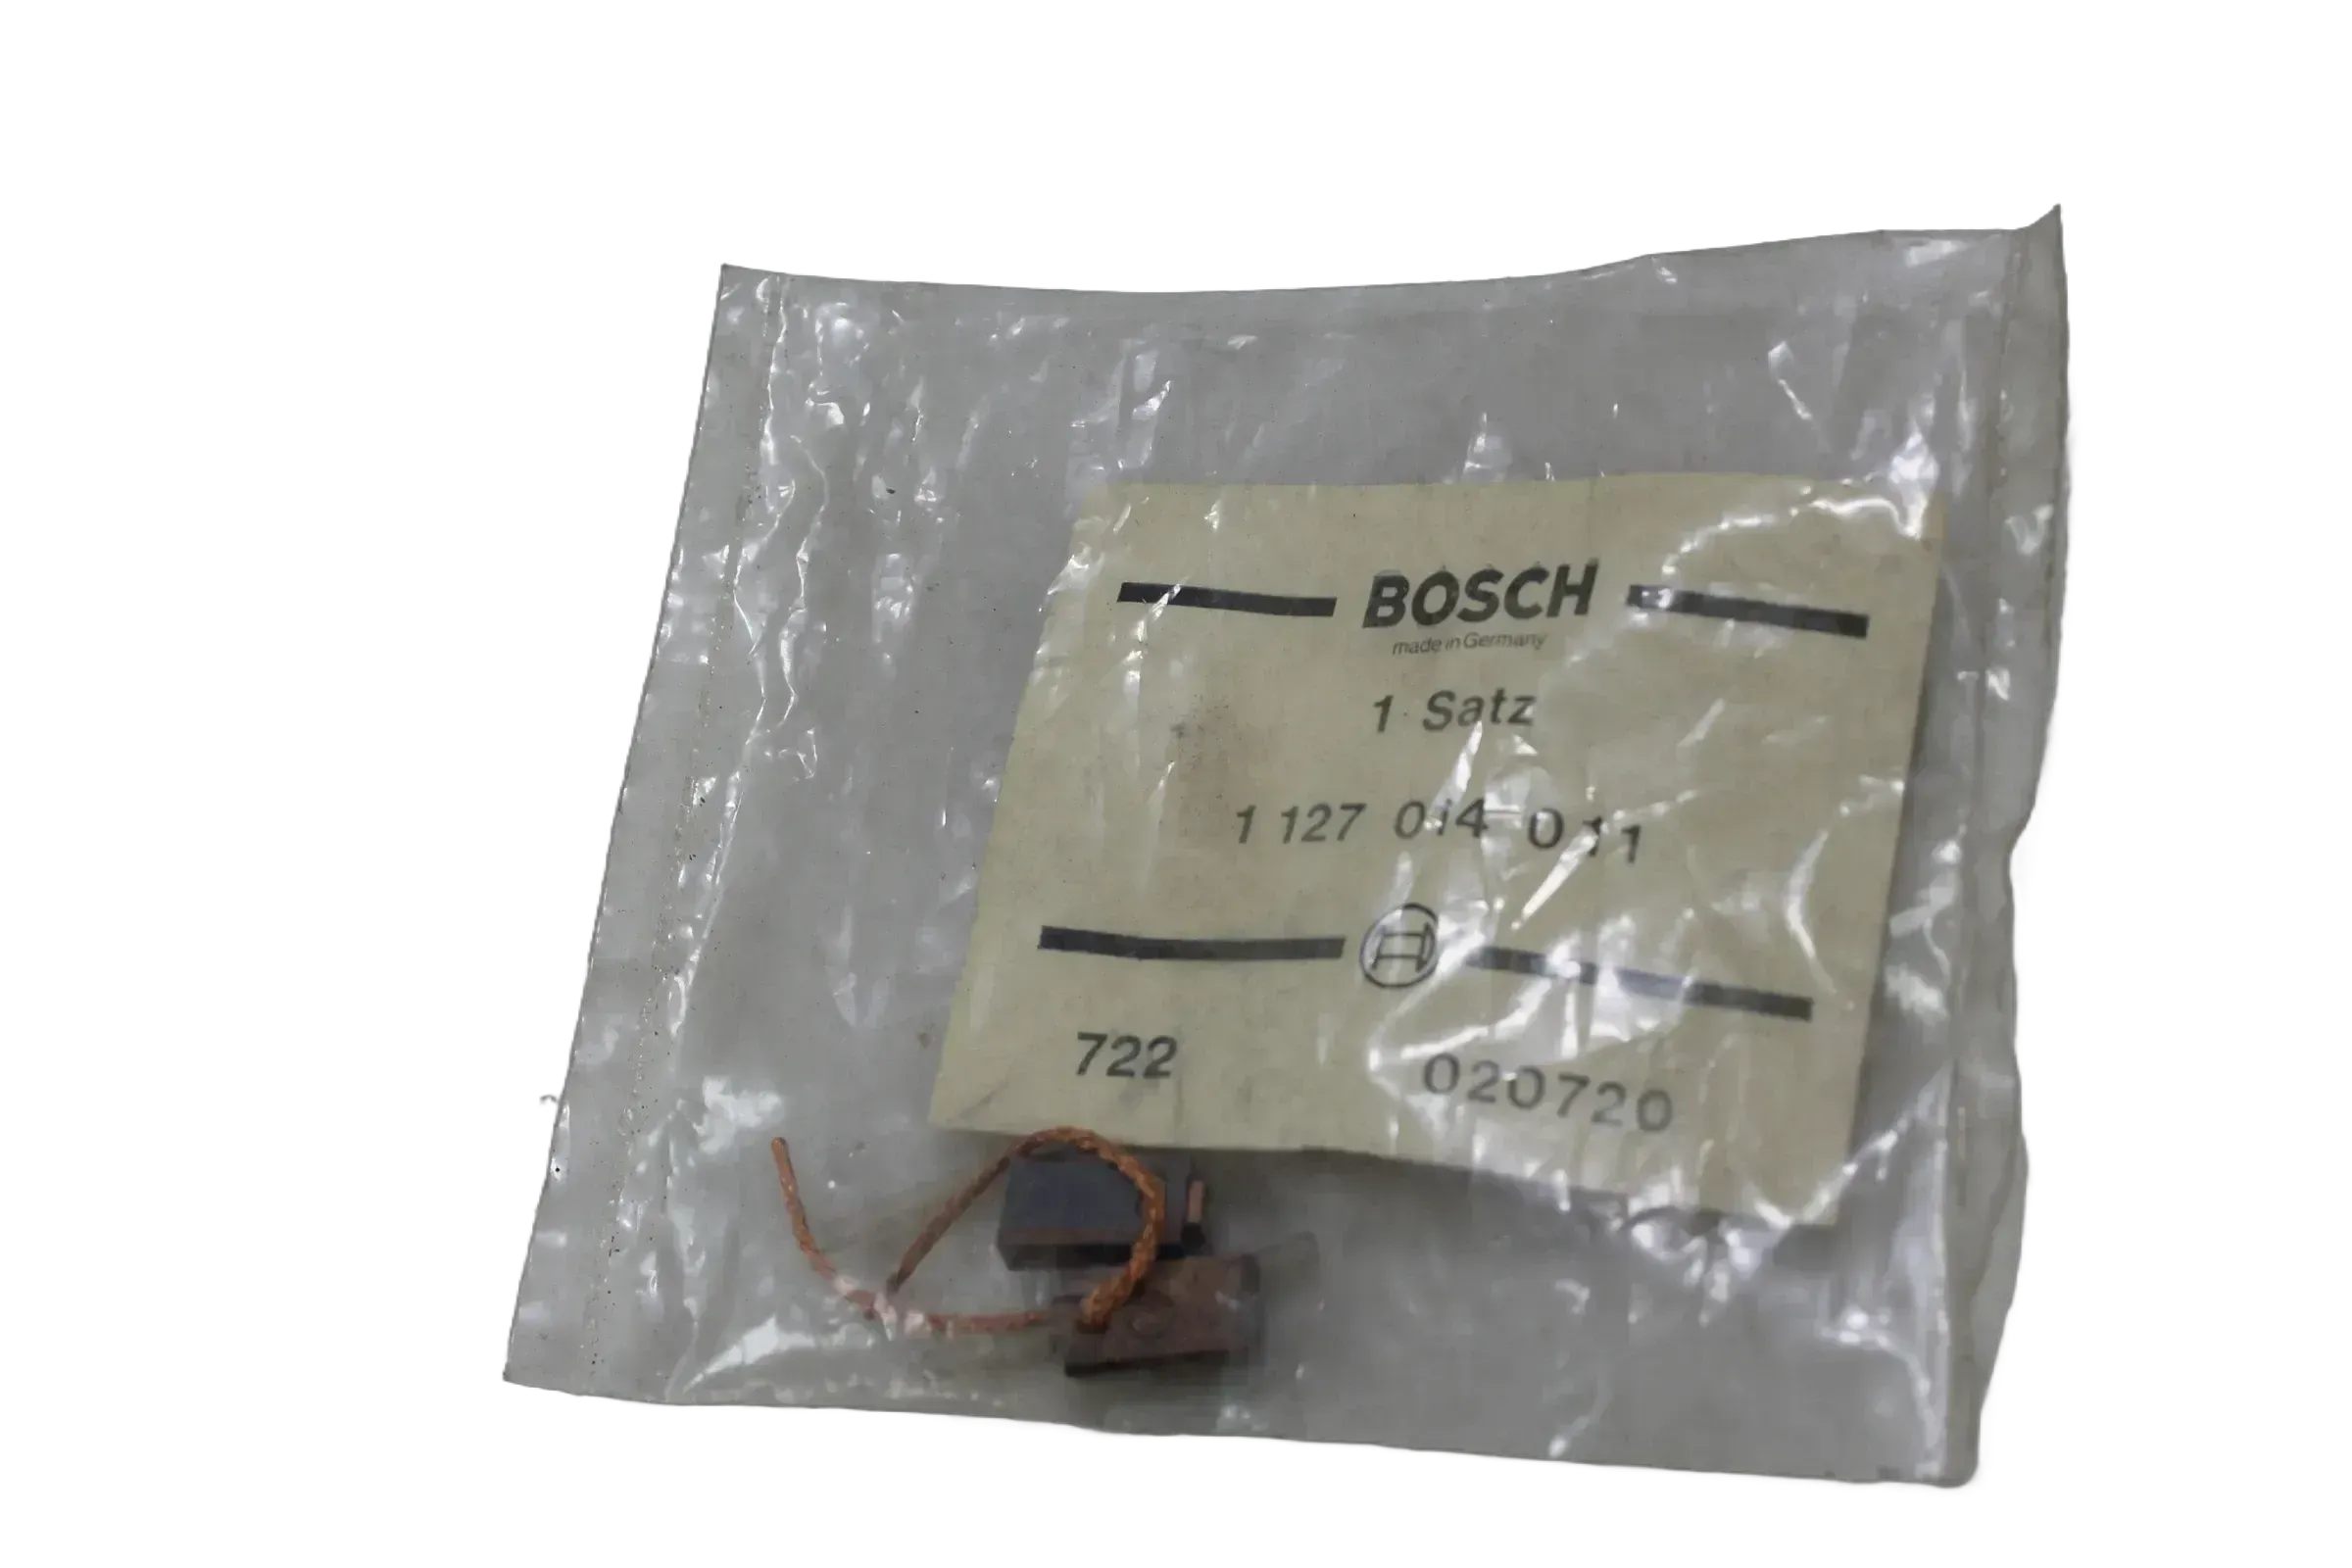 BOSCH
made in Germany
1 Satz
1 127 014 011
722 020720